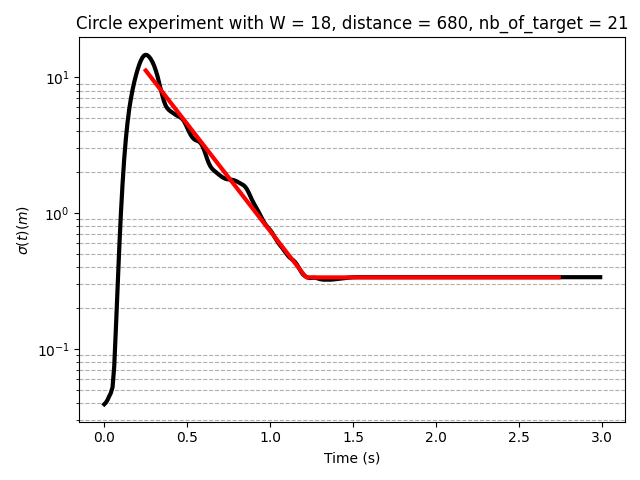 Circle experiment with W = 18, distance = 680, nb_of_target = 21
10¹
10⁰
10⁻¹
σ(t)(m)
0.0 0.5 1.0 1.5 2.0 2.5 3.0
Time (s)